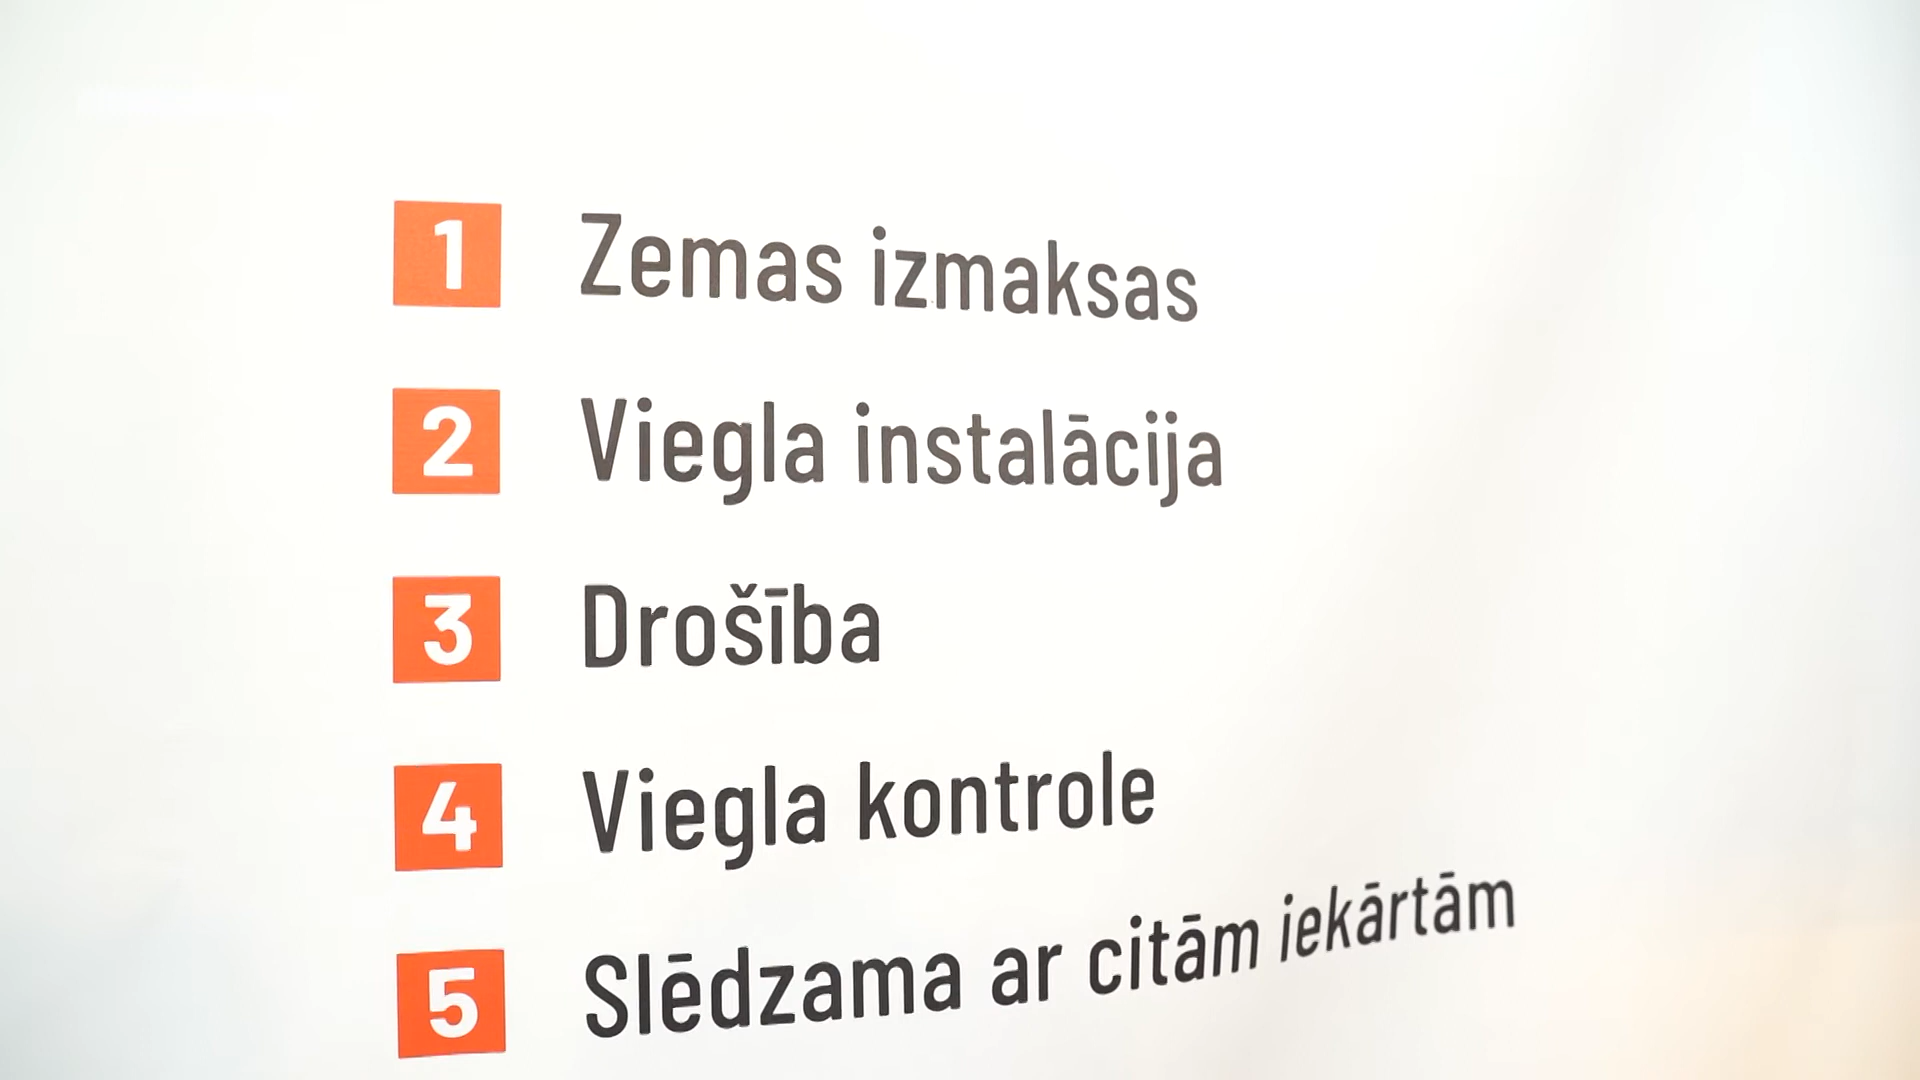 1 Zemas izmaksas
2 Viegla instalācija
3 Drošība
4 Viegla kontrole
5 Slēdzama ar citām iekārtām